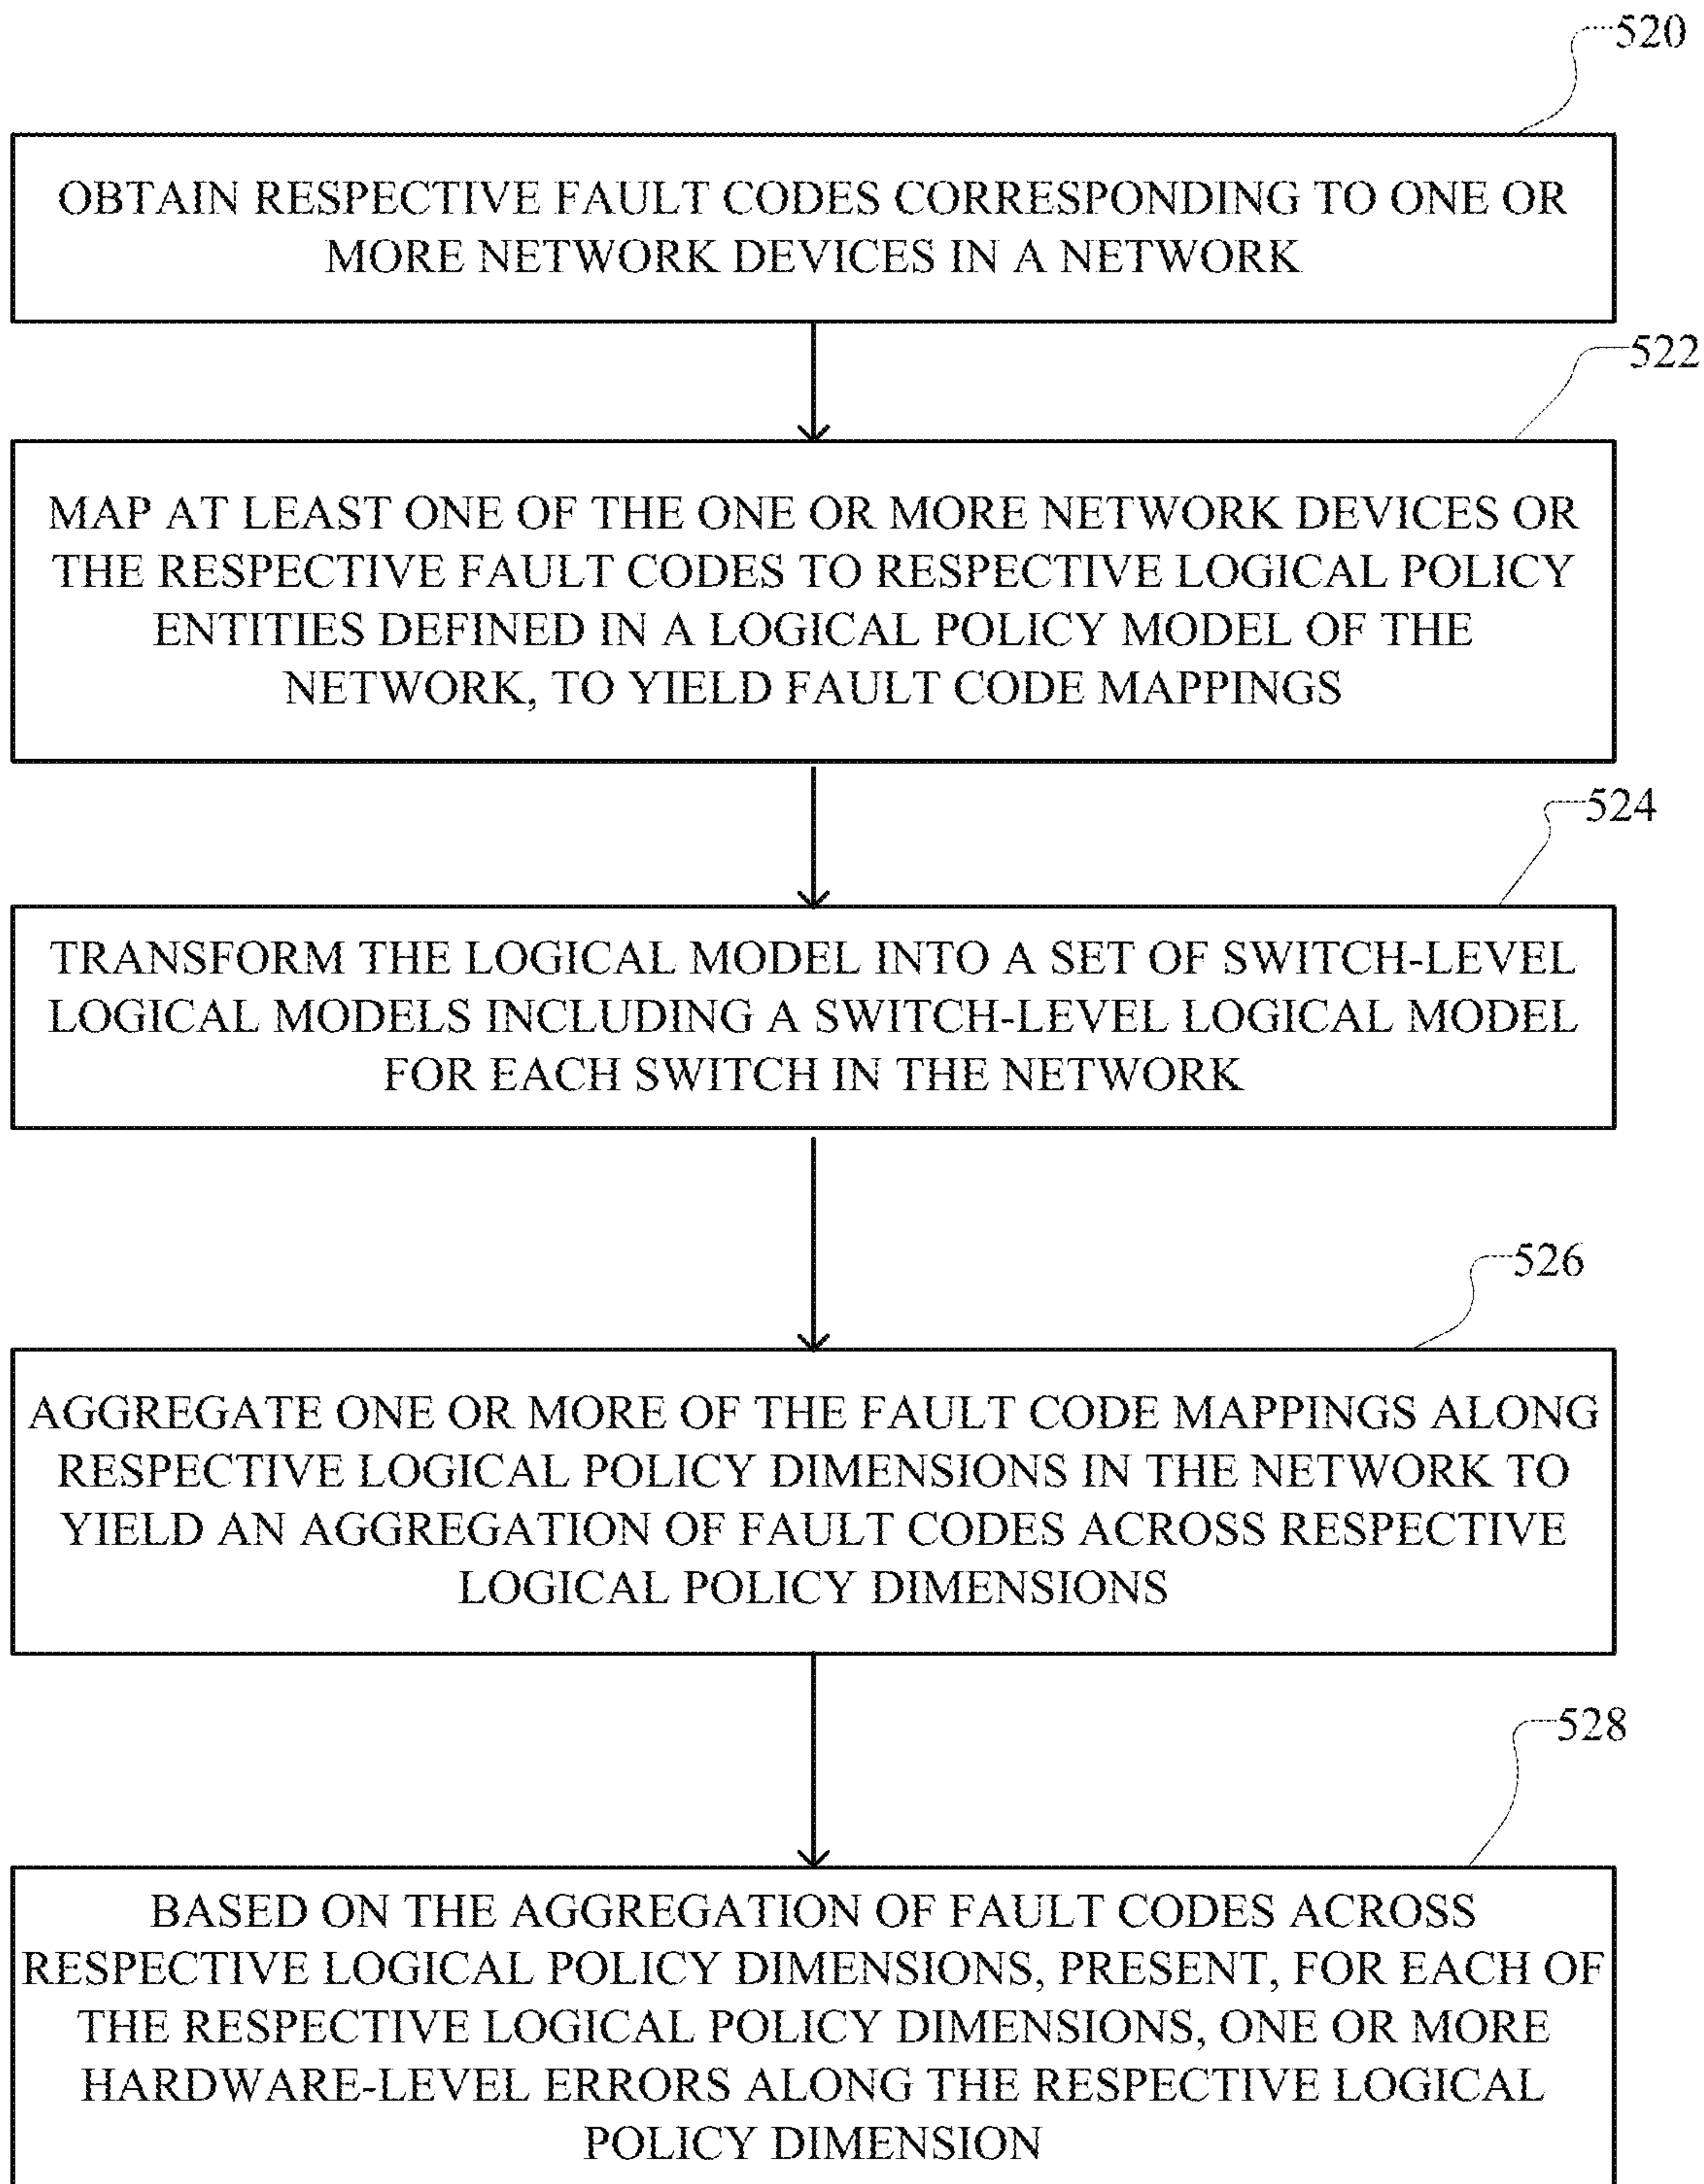 520
OBTAIN RESPECTIVE FAULT CODES CORRESPONDING TO ONE OR
MORE NETWORK DEVICES IN A NETWORK
522
MAP AT LEAST ONE OF THE ONE OR MORE NETWORK DEVICES OR
THE RESPECTIVE FAULT CODES TO RESPECTIVE LOGICAL POLICY
ENTITIES DEFINED IN A LOGICAL POLICY MODEL OF THE
NETWORK, TO YIELD FAULT CODE MAPPINGS
524
TRANSFORM THE LOGICAL MODEL INTO A SET OF SWITCH-LEVEL
LOGICAL MODELS INCLUDING A SWITCH-LEVEL LOGICAL MODEL
FOR EACH SWITCH IN THE NETWORK
526
AGGREGATE ONE OR MORE OF THE FAULT CODE MAPPINGS ALONG
RESPECTIVE LOGICAL POLICY DIMENSIONS IN THE NETWORK TO
YIELD AN AGGREGATION OF FAULT CODES ACROSS RESPECTIVE
LOGICAL POLICY DIMENSIONS
528
BASED ON THE AGGREGATION OF FAULT CODES ACROSS
RESPECTIVE LOGICAL POLICY DIMENSIONS, PRESENT, FOR EACH OF
THE RESPECTIVE LOGICAL POLICY DIMENSIONS, ONE OR MORE
HARDWARE-LEVEL ERRORS ALONG THE RESPECTIVE LOGICAL
POLICY DIMENSION